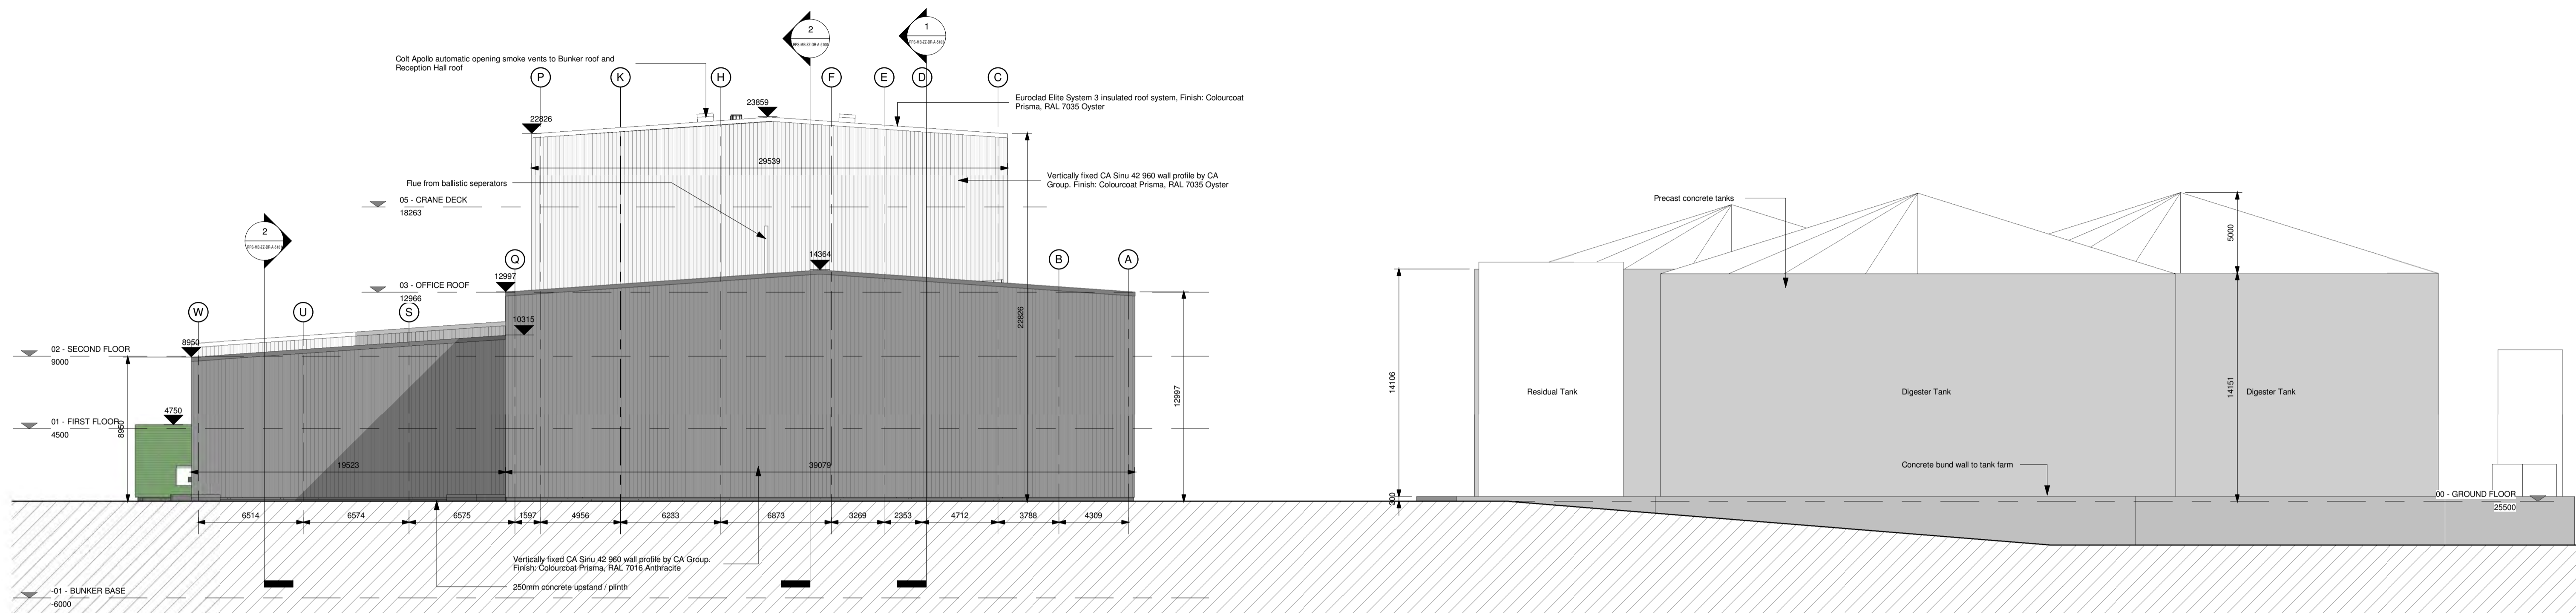 2
RPS-WB-ZZ-DR-A-5100
1
Colt Apollo automatic opening smoke vents to Bunker roof and
Reception Hall roof
P
K
H
F
E
D
C
23859
22826
Euroclad Elite System 3 insulated roof system, Finish: Colourcoat
Prisma, RAL 7035 Oyster
29539
Vertically fixed CA Sinu 42 960 wall profile by CA
Group. Finish: Colourcoat Prisma, RAL 7035 Oyster
Flue from ballistic seperators
05 - CRANE DECK
18263
Precast concrete tanks
2
5000
Q
14364
B
A
12997
03 - OFFICE ROOF
12966
W
U
S
10315
22826
8950
02 - SECOND FLOOR
9000
14106
12997
Residual Tank
Digester Tank
14151
Digester Tank
4750
01 - FIRST FLOOR
4500
8950
19523
39079
Concrete bund wall to tank farm
300
00 - GROUND FLOOR
25500
6514
6574
6575
1597
4956
6233
6873
3269
2353
4712
3788
4309
Vertically fixed CA Sinu 42 960 wall profile by CA Group.
Finish: Colourcoat Prisma, RAL 7016 Anthracite
250mm concrete upstand / plinth
-01 - BUNKER BASE
-6000